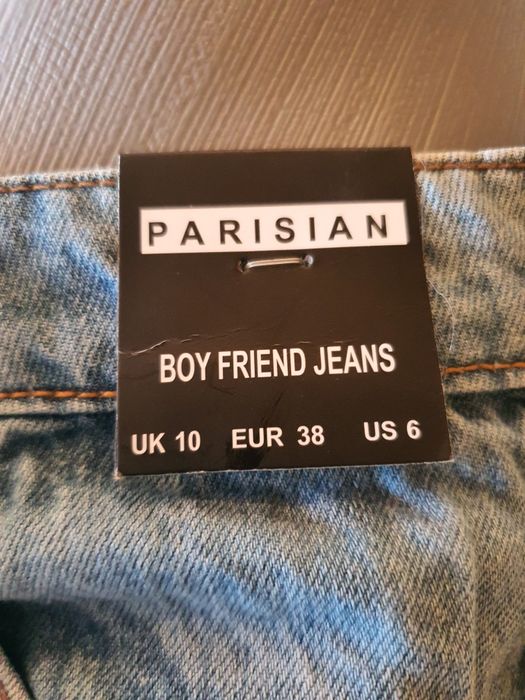 PARISIAN
BOY FRIEND JEANS
UK 10 EUR 38 US 6